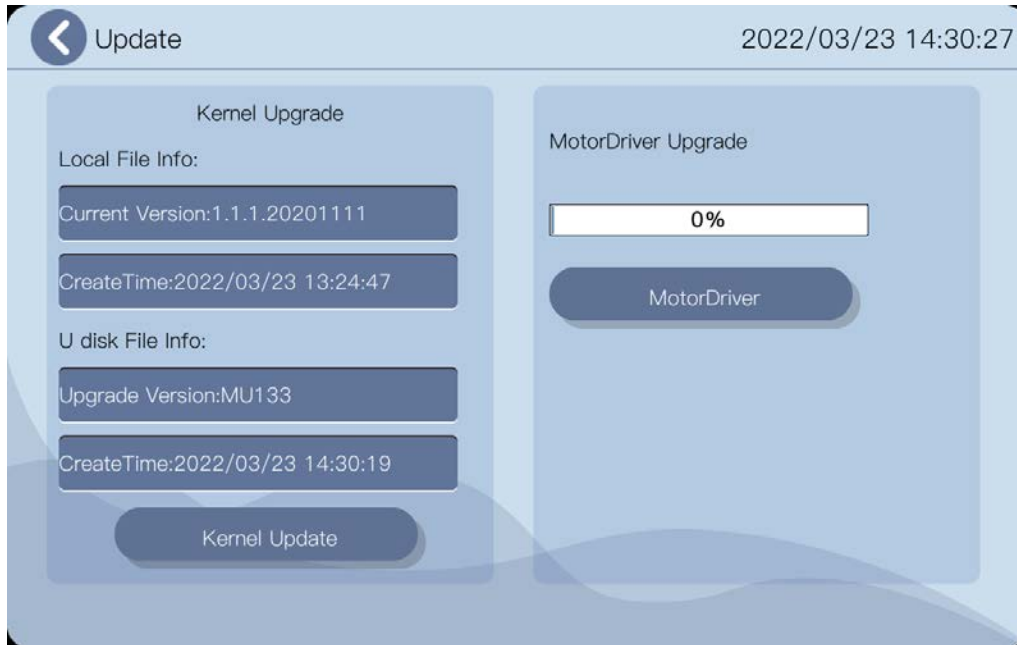 Update
2022/03/23 14:30:27
Kernel Upgrade
Local File Info:
Current Version:1.1.1.20201111
CreateTime:2022/03/23 13:24:47
U disk File Info:
Upgrade Version:MU133
CreateTime:2022/03/23 14:30:19
Kernel Update
MotorDriver Upgrade
0%
MotorDriver